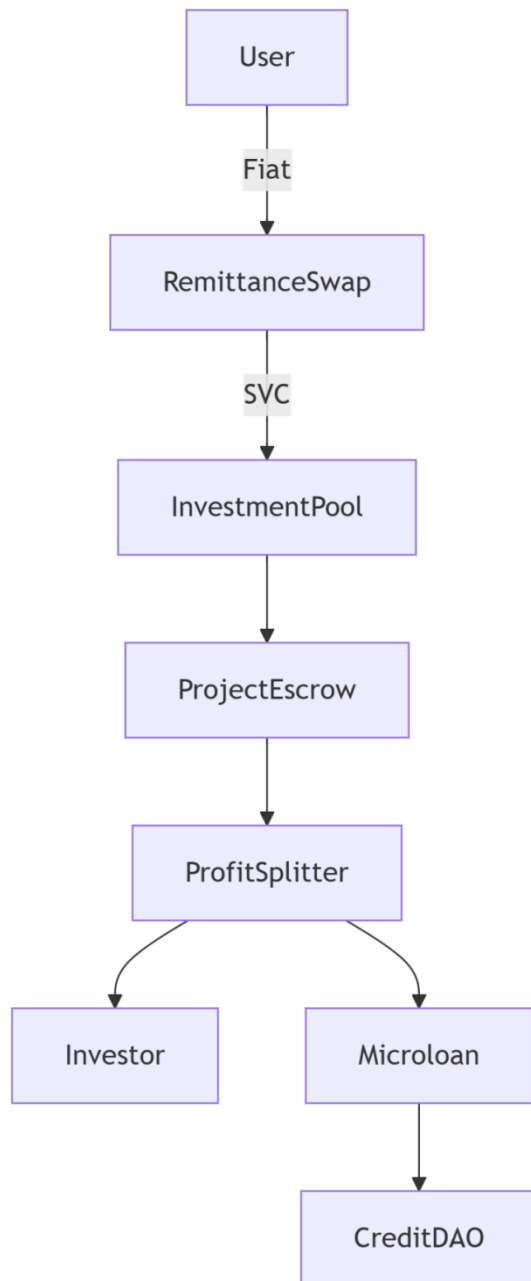 User
Fiat
RemittanceSwap
SVC
InvestmentPool
ProjectEscrow
ProfitSplitter
Investor
Microloan
CreditDAO